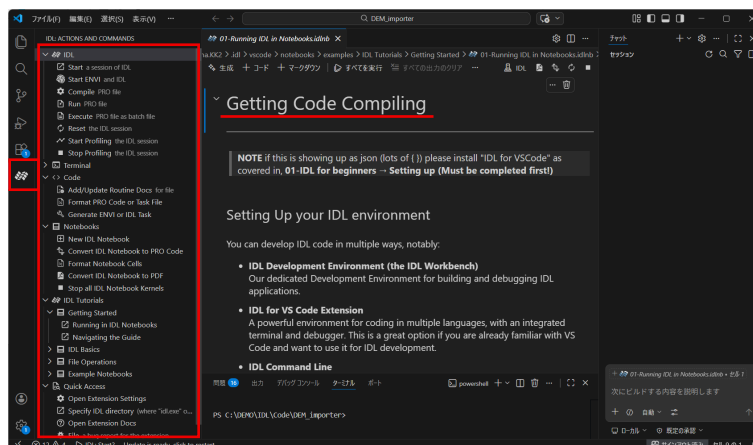 ファイル(F) 編集(E) 選択(S) 表示(V) …
DEM_importer
IDL: ACTIONS AND COMMANDS
IDL
Start a session of IDL
Start ENVI and IDL
Compile PRO file
Run PRO file
Execute PRO file as batch file
Reset the IDL session
Start Profiling the IDL session
Stop Profiling the IDL session
Terminal
Code
Add/Update Routine Docs for file
Format PRO Code or Task File
Generate ENVI or IDL Task
Notebooks
New IDL Notebook
Convert IDL Notebook to PRO Code
Format Notebook Cells
Convert IDL Notebook to PDF
Stop all IDL Notebook Kernels
IDL Tutorials
Getting Started
Running in IDL Notebooks
Navigating the Guide
IDL Basics
File Operations
Example Notebooks
Quick Access
Open Extension Settings
Specify IDL directory (where "idl.exe" o...
Open Extension Docs
01-Running IDL in Notebooks.idlnb
na.KK2 > .idl > vscode > notebooks > examples > IDL Tutorials > Getting Started > 01-Running IDL in Notebooks.idlnb
生成 + コード + マークダウン すべてを実行 すべての出力のクリア … IDL
Getting Code Compiling
NOTE if this is showing up as json (lots of { }) please install "IDL for VSCode" as
covered in, 01-IDL for beginners → Setting up (Must be completed first!)
Setting Up your IDL environment
You can develop IDL code in multiple ways, notably:
• IDL Development Environment (the IDL Workbench)
Our dedicated Development Environment for building and debugging IDL
applications.
• IDL for VS Code Extension
A powerful environment for coding in multiple languages, with an integrated
terminal and debugger. This is a great option if you are already familiar with VS
Code and want to use it for IDL development.
• IDL Command Line
問題 16 出力 デバッグ コンソール ターミナル ポート
powershell
PS C:\DEMO\IDL\Code\DEM_importer>
チャット
セッション
+ 01-Running IDL in Notebooks.idlnb • セル 1
次にビルドする内容を説明します
自動
ローカル 既定の承認